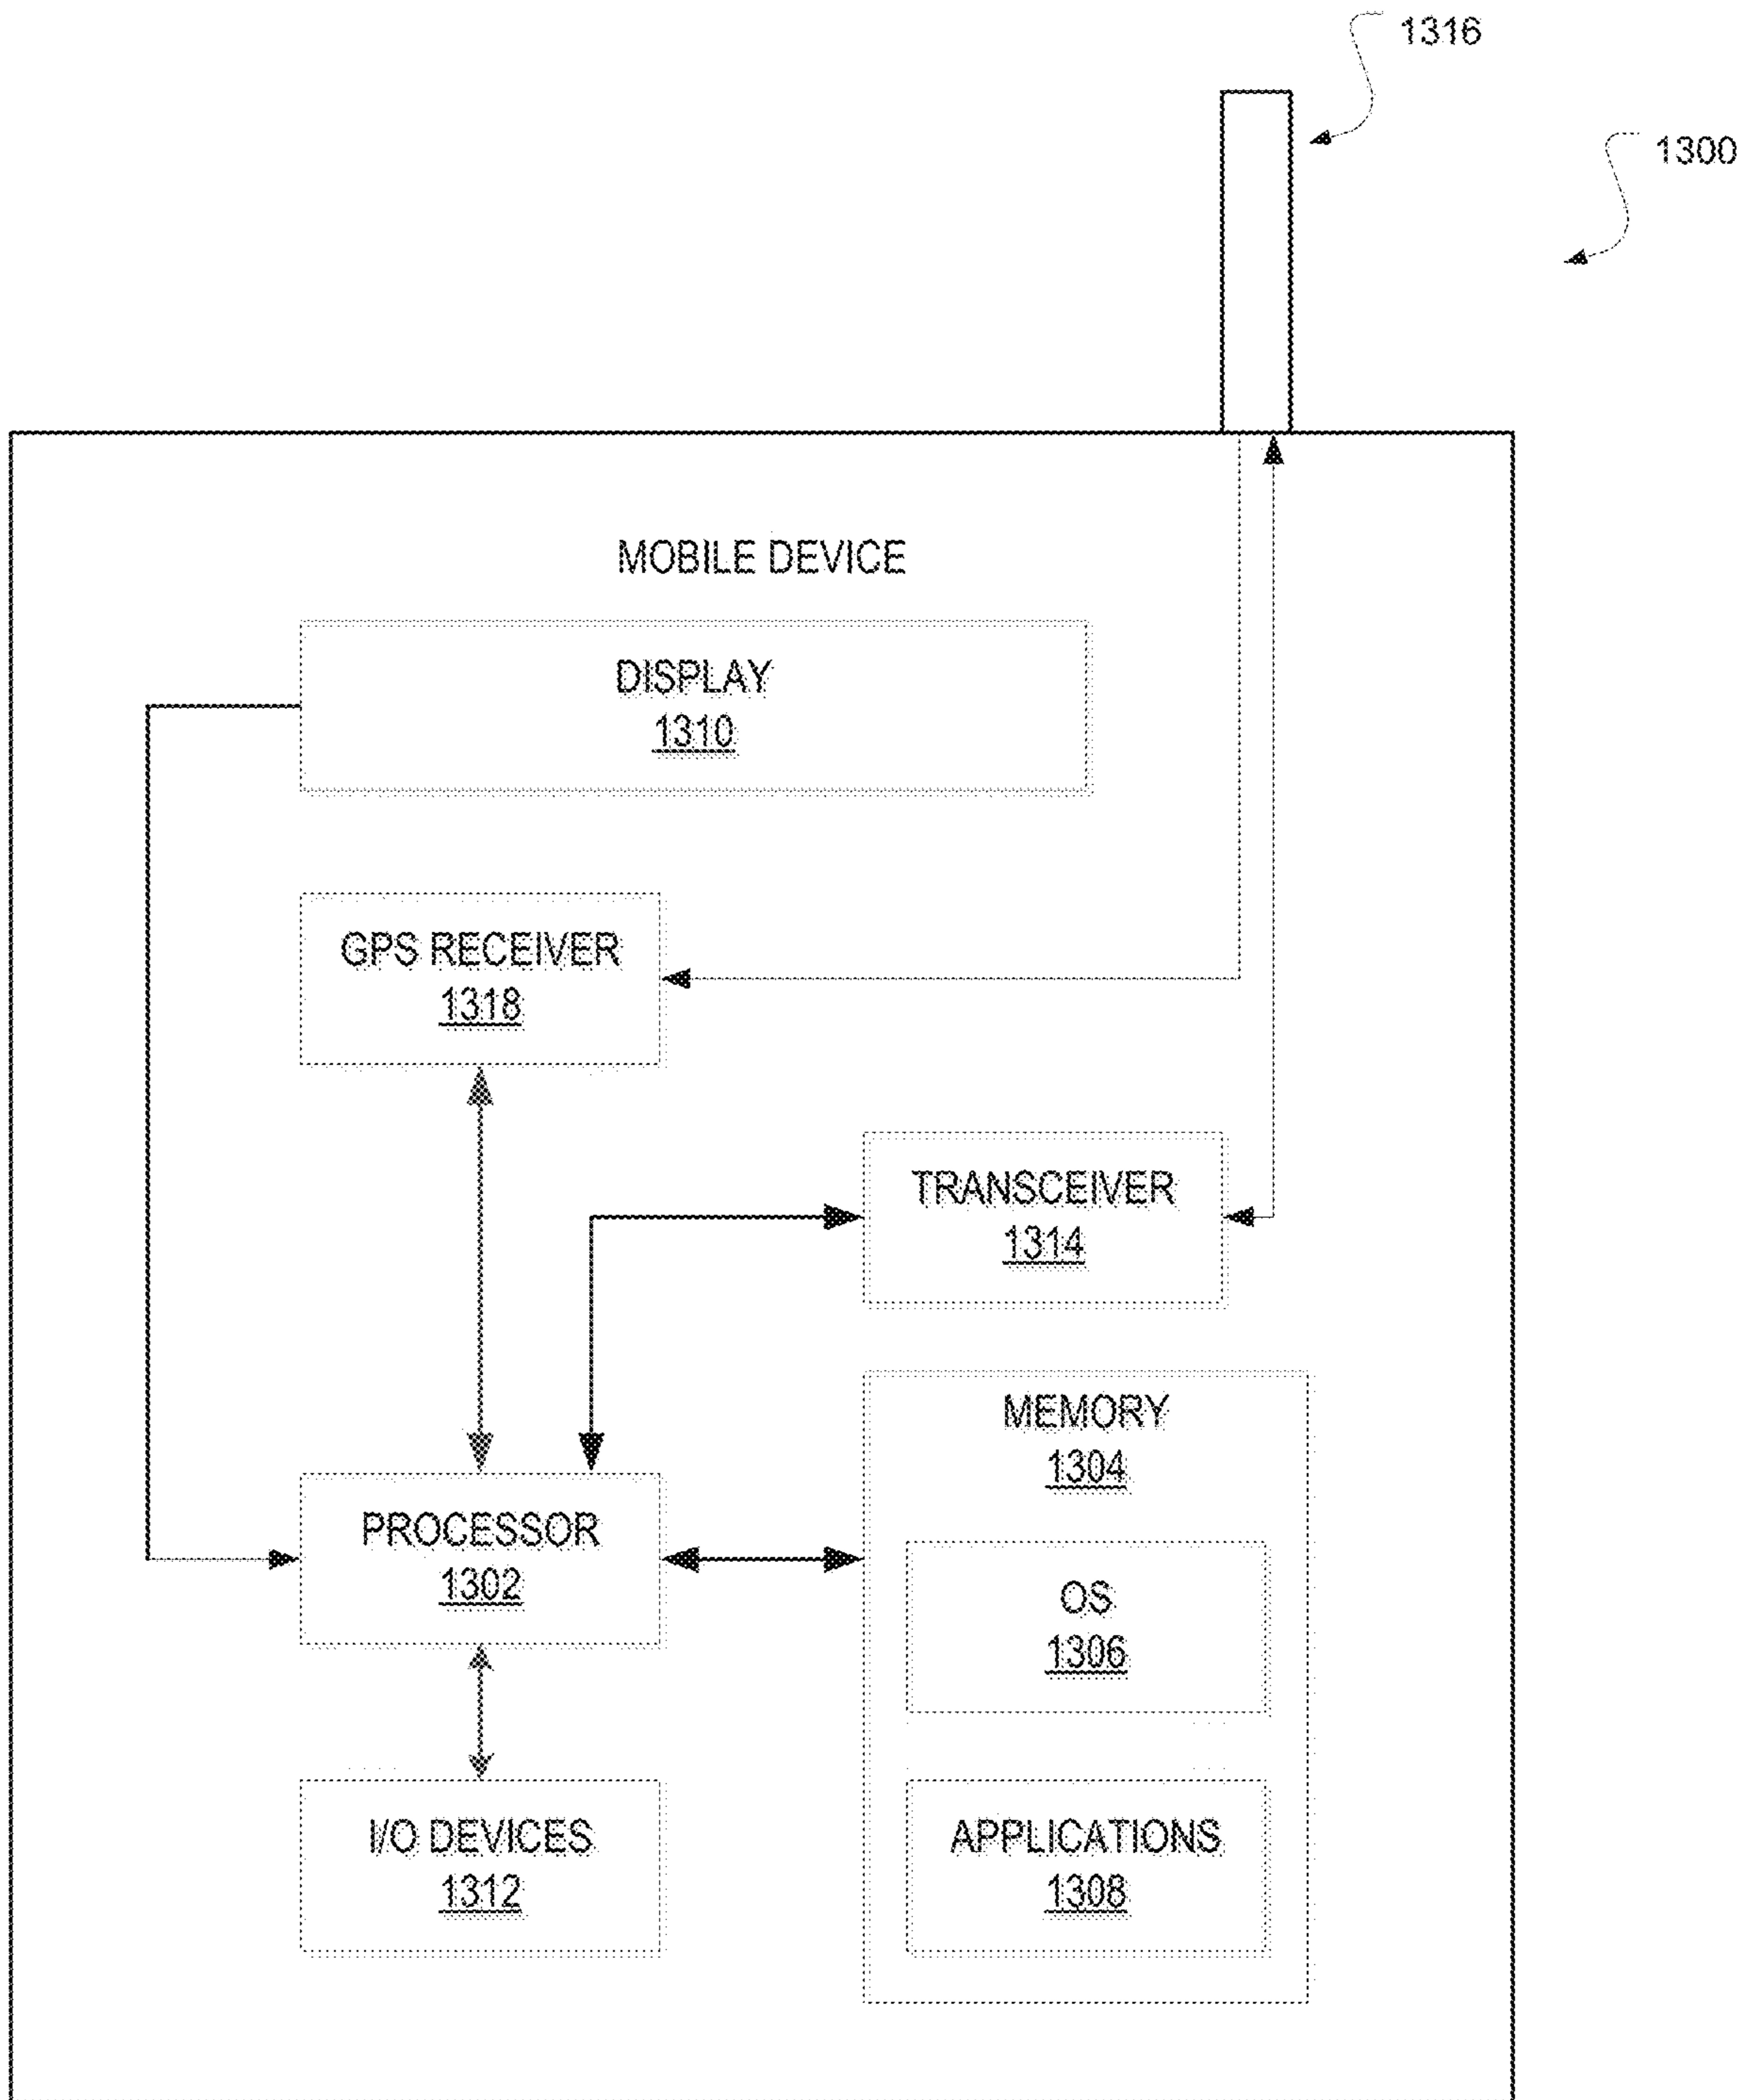 1316
1300
MOBILE DEVICE
DISPLAY
1310
GPS RECEIVER
1318
TRANSCEIVER
1314
MEMORY
1304
PROCESSOR
1302
OS
1306
I/O DEVICES
1312
APPLICATIONS
1308